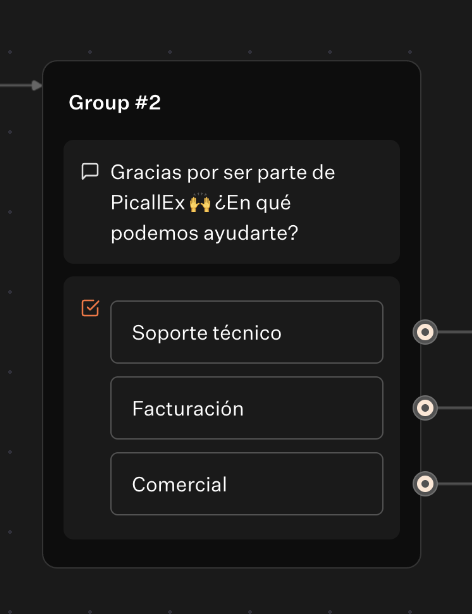 Group #2
Gracias por ser parte de
PicallEx 🙌 ¿En qué
podemos ayudarte?
Soporte técnico
Facturación
Comercial